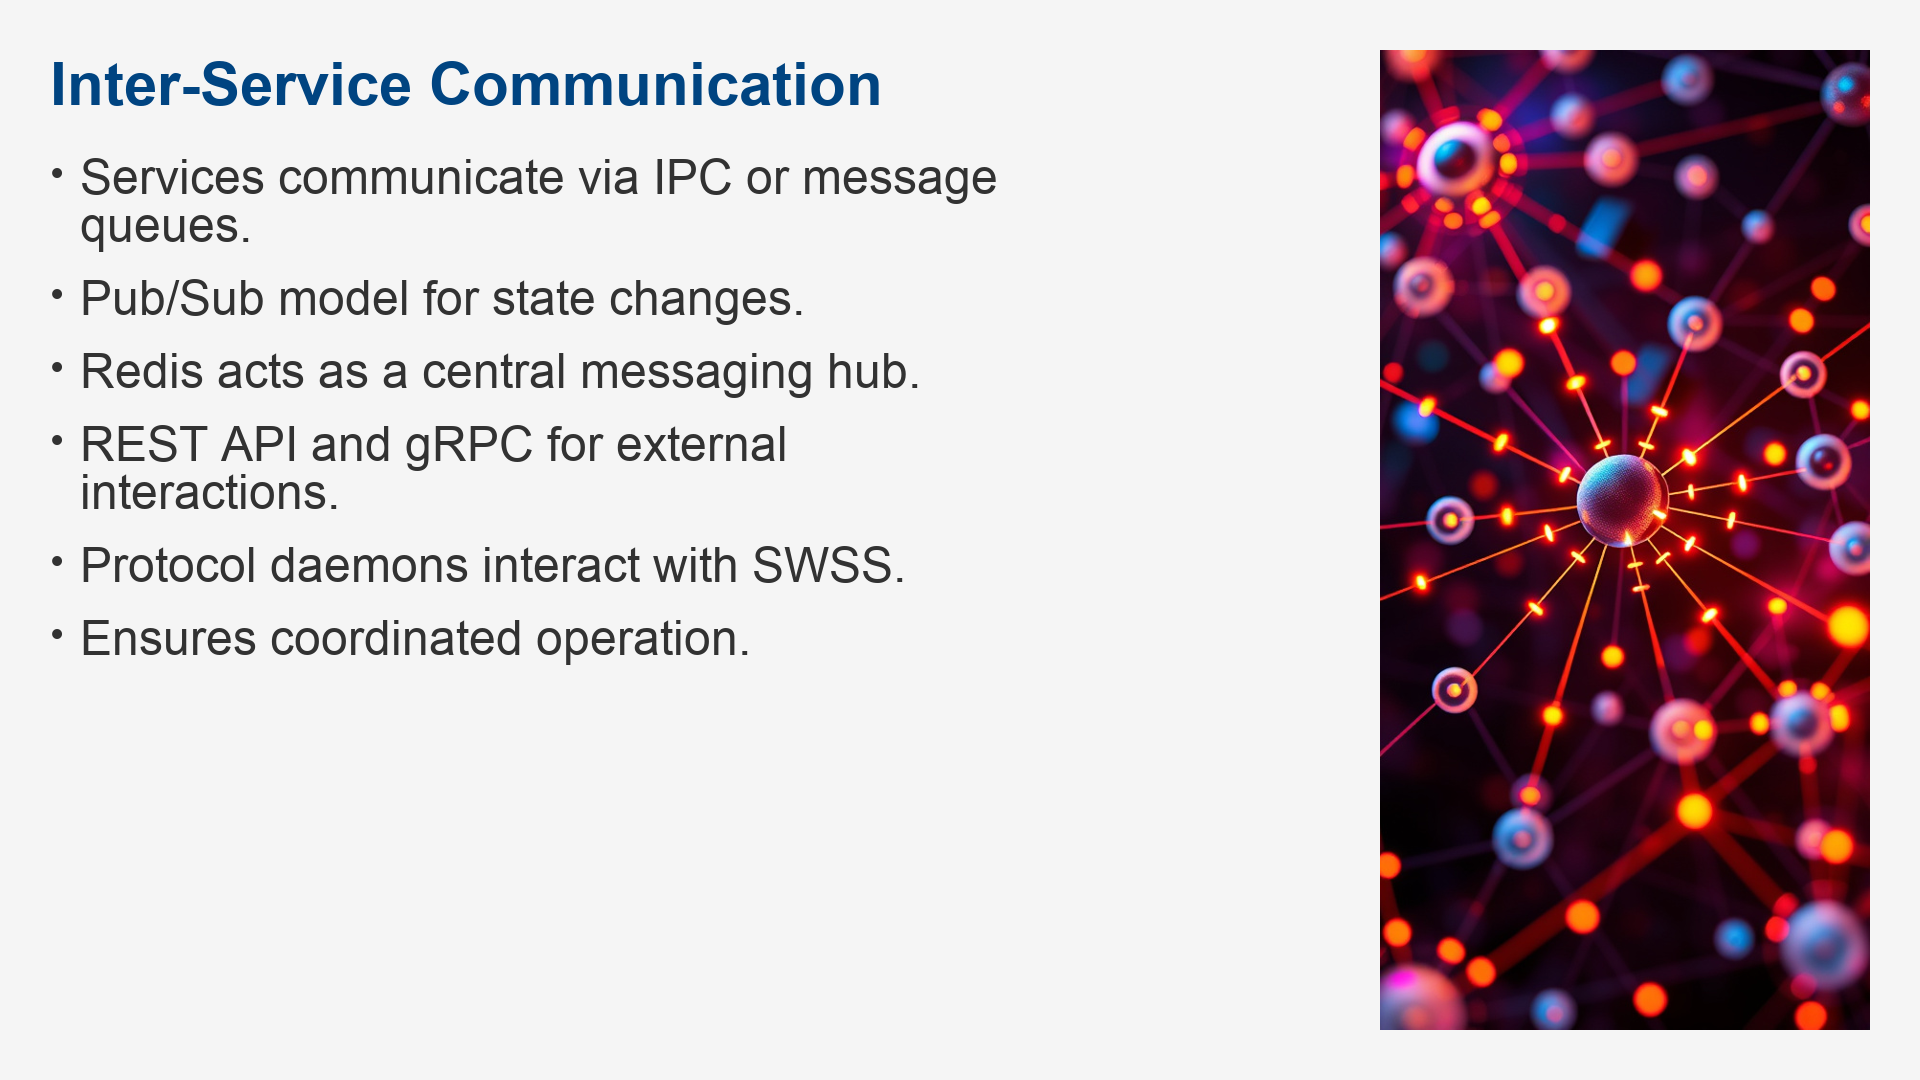 Inter-Service Communication
• Services communicate via IPC or message
queues.
• Pub/Sub model for state changes.
• Redis acts as a central messaging hub.
• REST API and gRPC for external
interactions.
• Protocol daemons interact with SWSS.
• Ensures coordinated operation.